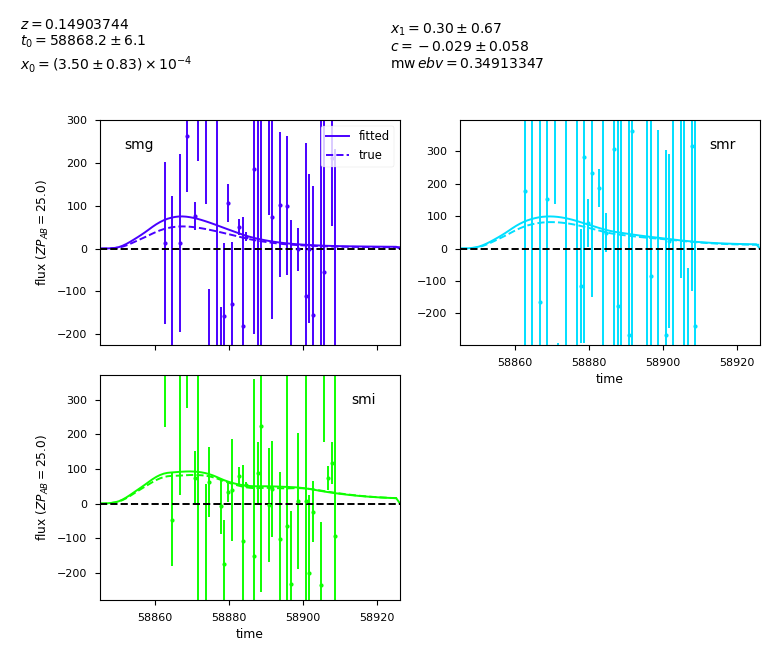 z = 0.14903744
t₀ = 58868.2 ± 6.1
x₀ = (3.50 ± 0.83) × 10⁻⁴
x₁ = 0.30 ± 0.67
c = −0.029 ± 0.058
mw ebv = 0.34913347
300
200
100
0
−100
−200
flux (ZP_AB = 25.0)
smg
fitted
true
300
200
100
0
−100
−200
smr
58860 58880 58900 58920
time
300
200
100
0
−100
−200
flux (ZP_AB = 25.0)
smi
58860 58880 58900 58920
time